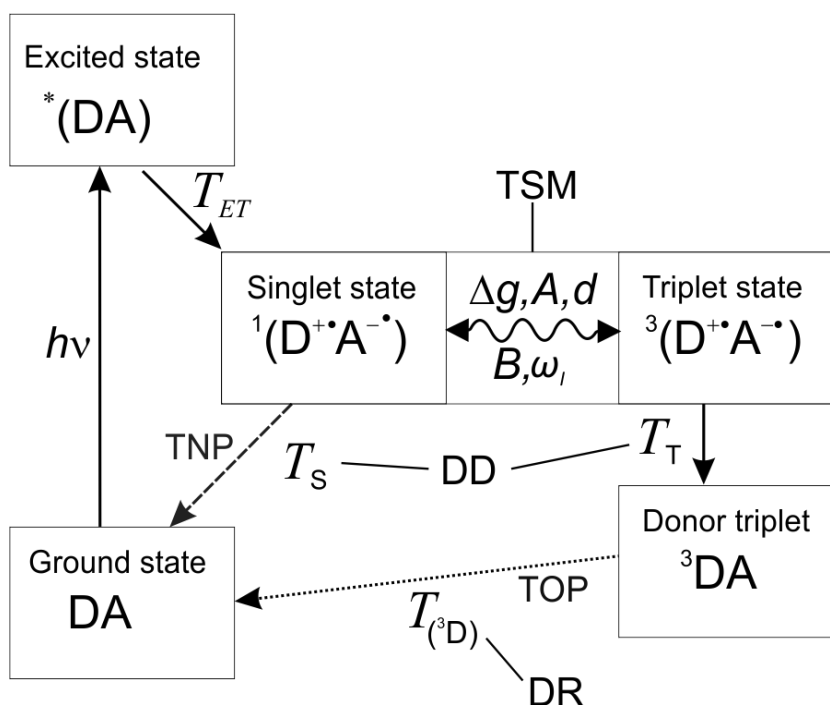 Excited state
*(DA)
T_ET
TSM
Singlet state
¹(D⁺•A⁻•)
Δg,A,d
B,ω_I
Triplet state
³(D⁺•A⁻•)
hν
TNP
T_S
DD
T_T
Ground state
DA
Donor triplet
³DA
TOP
T_(³D)
DR